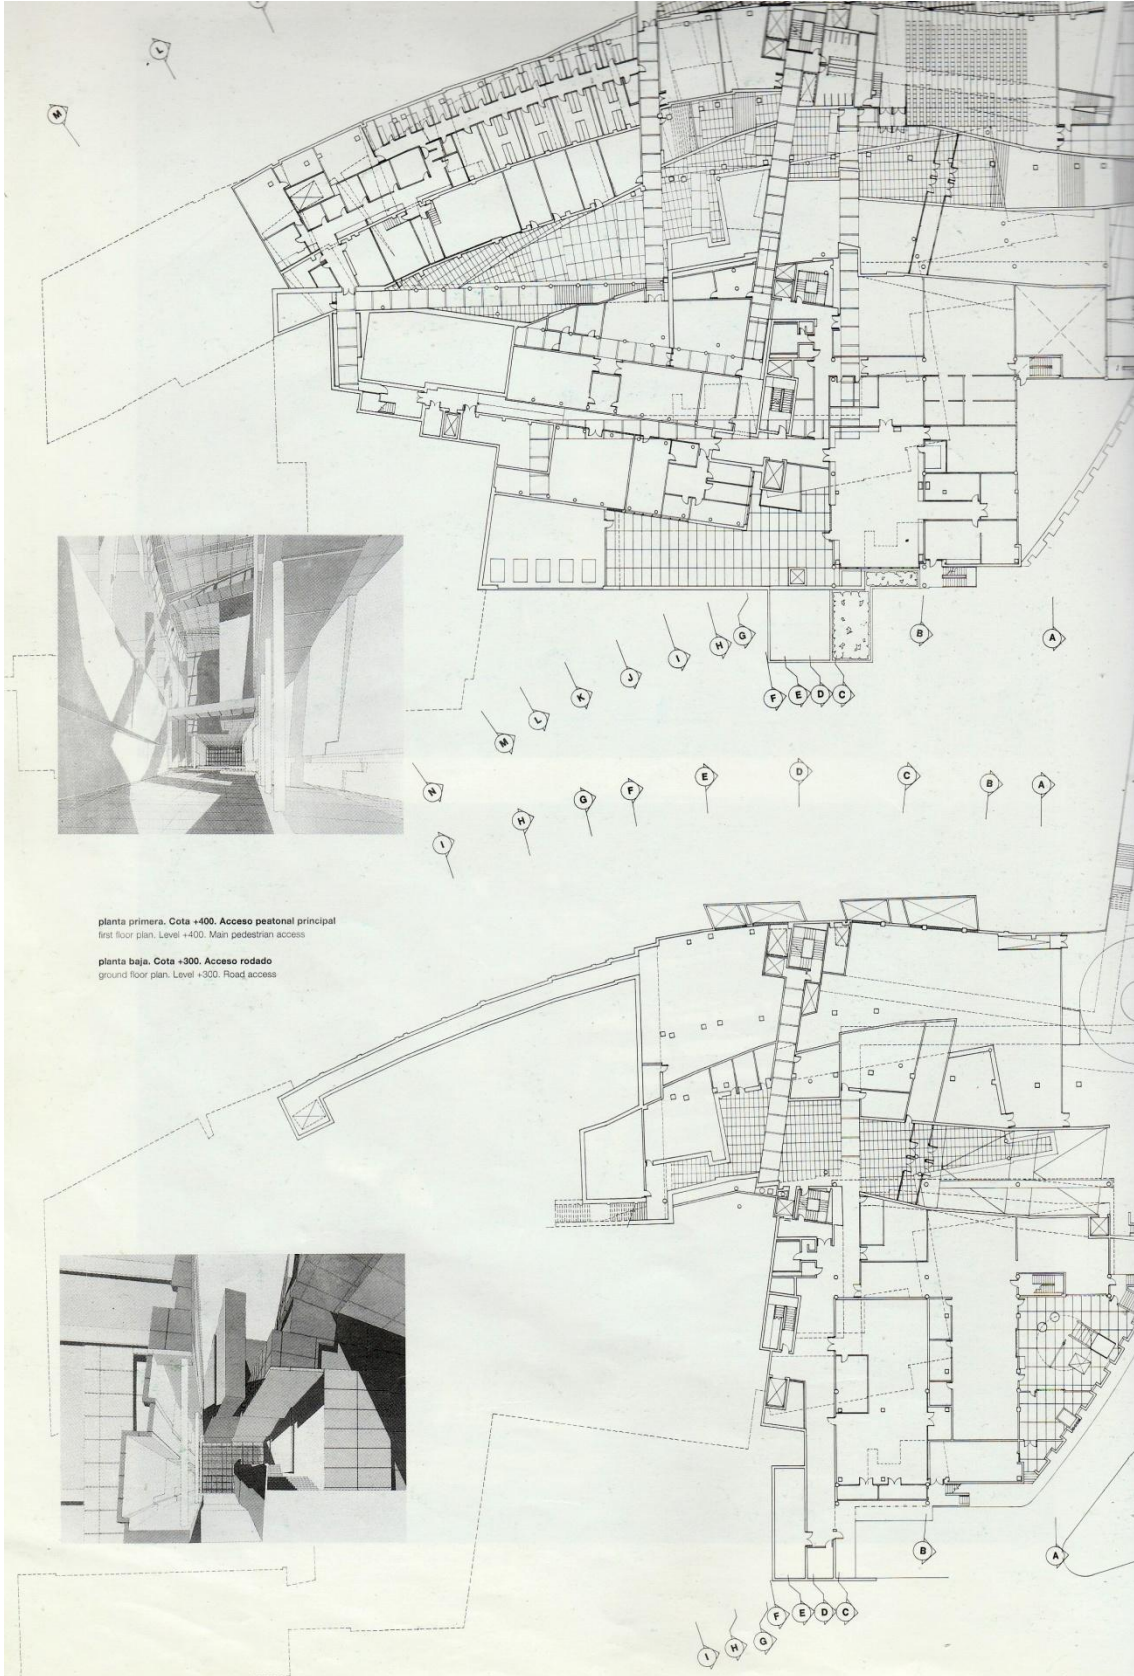 L
M
G
B
A
H
I
J
K
L
M
N
F
E
D
C
D
E
C
F
B
A
G
H
I
planta primera. Cota +400. Acceso peatonal principal
first floor plan. Level +400. Main pedestrian access
planta baja. Cota +300. Acceso rodado
ground floor plan. Level +300. Road access
B
A
F
E
D
C
G
H
I